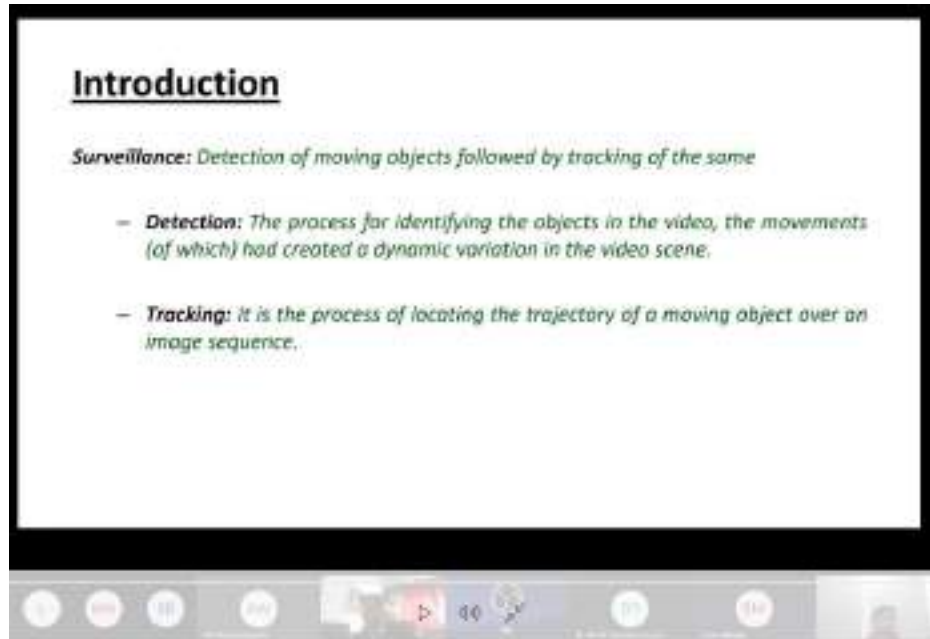 Introduction
Surveillance: Detection of moving objects followed by tracking of the same
– Detection: The process for identifying the objects in the video, the movements
(of which) had created a dynamic variation in the video scene.
– Tracking: it is the process of locating the trajectory of a moving object over an
image sequence.